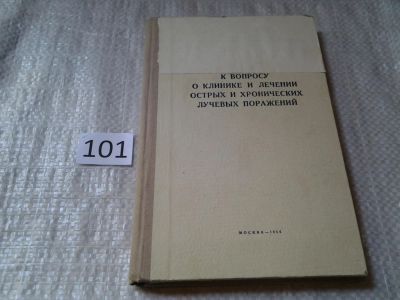 К ВОПРОСУ
О КЛИНИКЕ И ЛЕЧЕНИИ
ОСТРЫХ И ХРОНИЧЕСКИХ
ЛУЧЕВЫХ ПОРАЖЕНИЙ
101
МОСКВА—